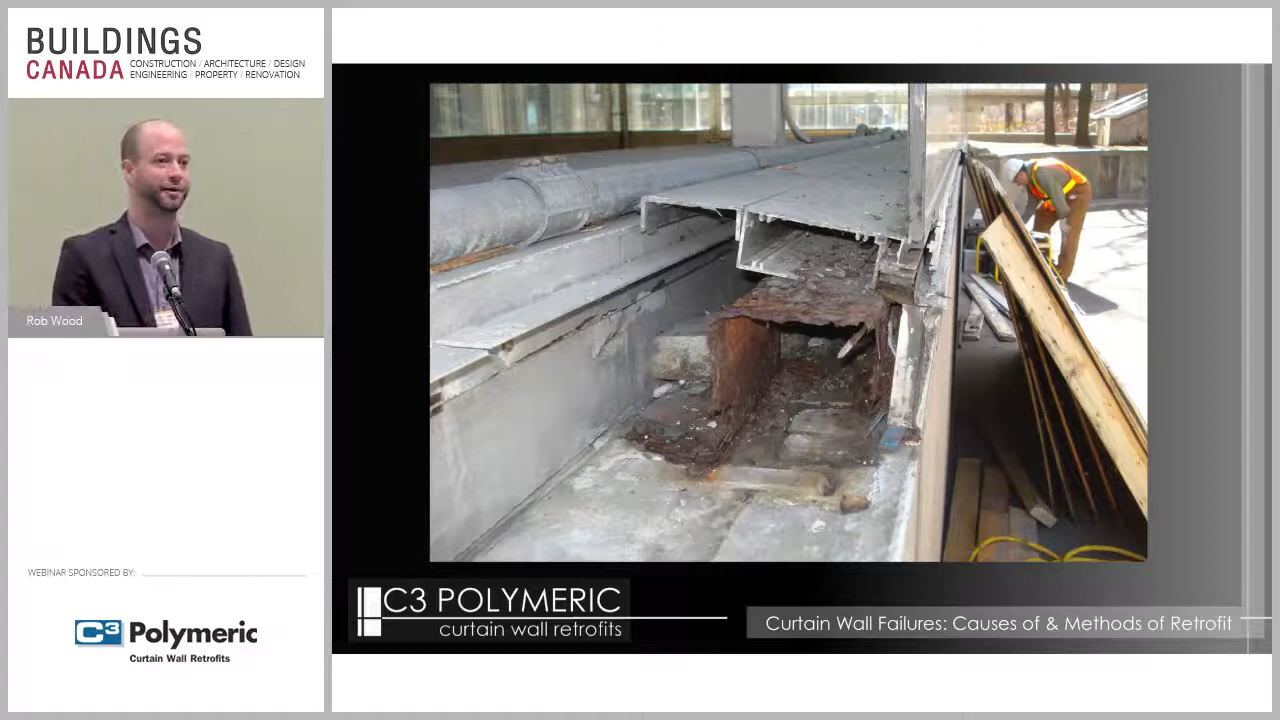 BUILDINGS
CANADA
CONSTRUCTION / ARCHITECTURE / DESIGN
ENGINEERING / PROPERTY / RENOVATION
Rob Wood
WEBINAR SPONSORED BY:
C3 Polymeric
Curtain Wall Retrofits
C3 POLYMERIC
curtain wall retrofits
Curtain Wall Failures: Causes of & Methods of Retrofit